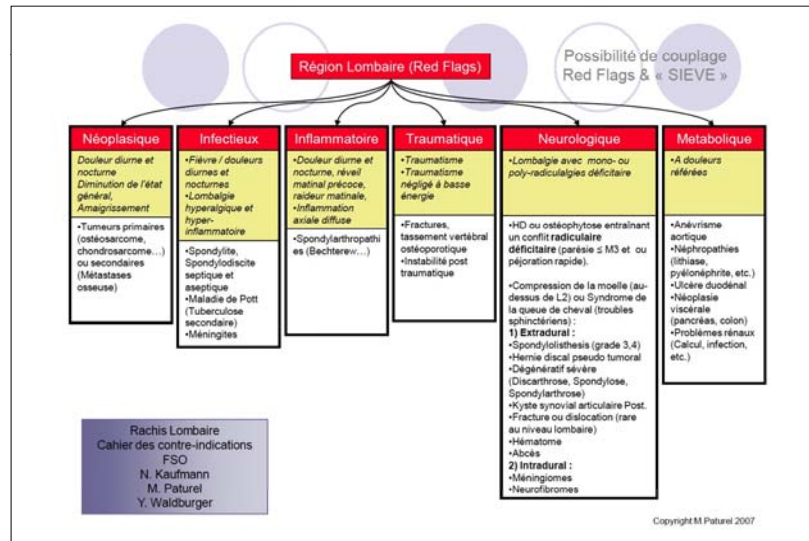 Possibilité de couplage
Red Flags & « SIEVE »
Région Lombaire (Red Flags)
Néoplasique
Douleur diurne et
nocturne
Diminution de l'état
général,
Amaigrissement
•Tumeurs primaires
(ostéosarcome,
chondrosarcome…)
ou secondaires
(Métastases
osseuse)
Infectieux
•Fièvre / douleurs
diurnes et
nocturnes
•Lombalgie
hyperalgique et
hyper-
inflammatoire
•Spondylite,
Spondylodiscite
septique et
aseptique
•Maladie de Pott
(Tuberculose
secondaire)
•Méningites
Inflammatoire
•Douleur diurne et
nocturne, réveil
matinal précoce,
raideur matinale,
•Inflammation
axiale diffuse
•Spondylarthropathi
es (Bechterew…)
Traumatique
•Traumatisme
•Traumatisme
négligé à basse
énergie
•Fractures,
tassement vertébral
ostéoporotique
•Instabilité post
traumatique
Neurologique
•Lombalgie avec mono- ou
poly-radiculalgies déficitaire
•HD ou ostéophytose entraînant
un conflit radiculaire
déficitaire (parésie ≤ M3 et ou
péjoration rapide).
•Compression de la moelle (au-
dessus de L2) ou Syndrome de
la queue de cheval (troubles
sphinctériens) :
1) Extradural :
•Spondylolisthesis (grade 3,4)
•Hernie discal pseudo tumoral
•Dégénératif sévère
(Discarthrose, Spondylose,
Spondylarthrose)
•Kyste synovial articulaire Post.
•Fracture ou dislocation (rare
au niveau lombaire)
•Hématome
•Abcès
2) Intradural :
•Méningiomes
•Neurofibromes
Metabolique
•A douleurs
référées
•Anévrisme
aortique
•Néphropathies
(lithiase,
pyélonéphrite, etc.)
•Ulcère duodénal
•Néoplasie
viscérale
(pancréas, colon)
•Problèmes rénaux
(Calcul, infection,
etc.)
Rachis Lombaire
Cahier des contre-indications
FSO
N. Kaufmann
M. Paturel
Y. Waldburger
Copyright M.Paturel 2007